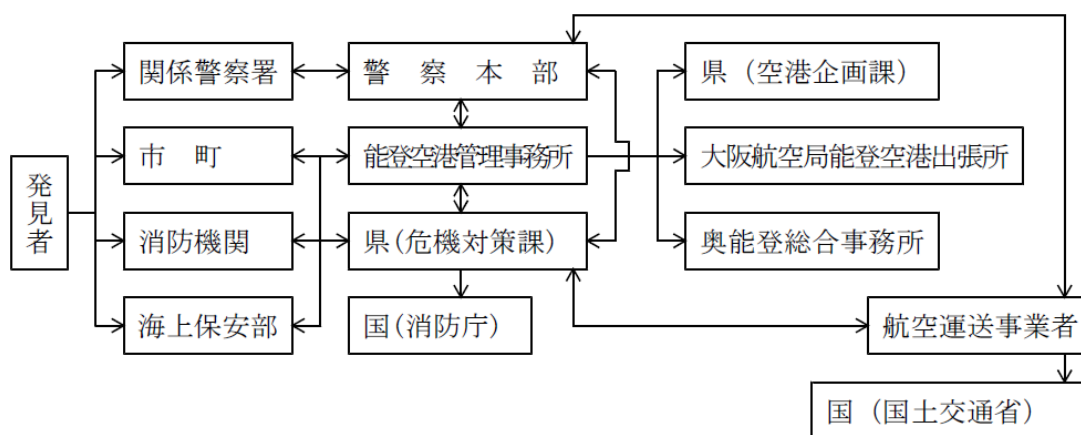 発見者
関係警察署
市　町
消防機関
海上保安部
警　察　本　部
能登空港管理事務所
県(危機対策課)
国(消防庁)
県（空港企画課）
大阪航空局能登空港出張所
奥能登総合事務所
航空運送事業者
国（国土交通省）